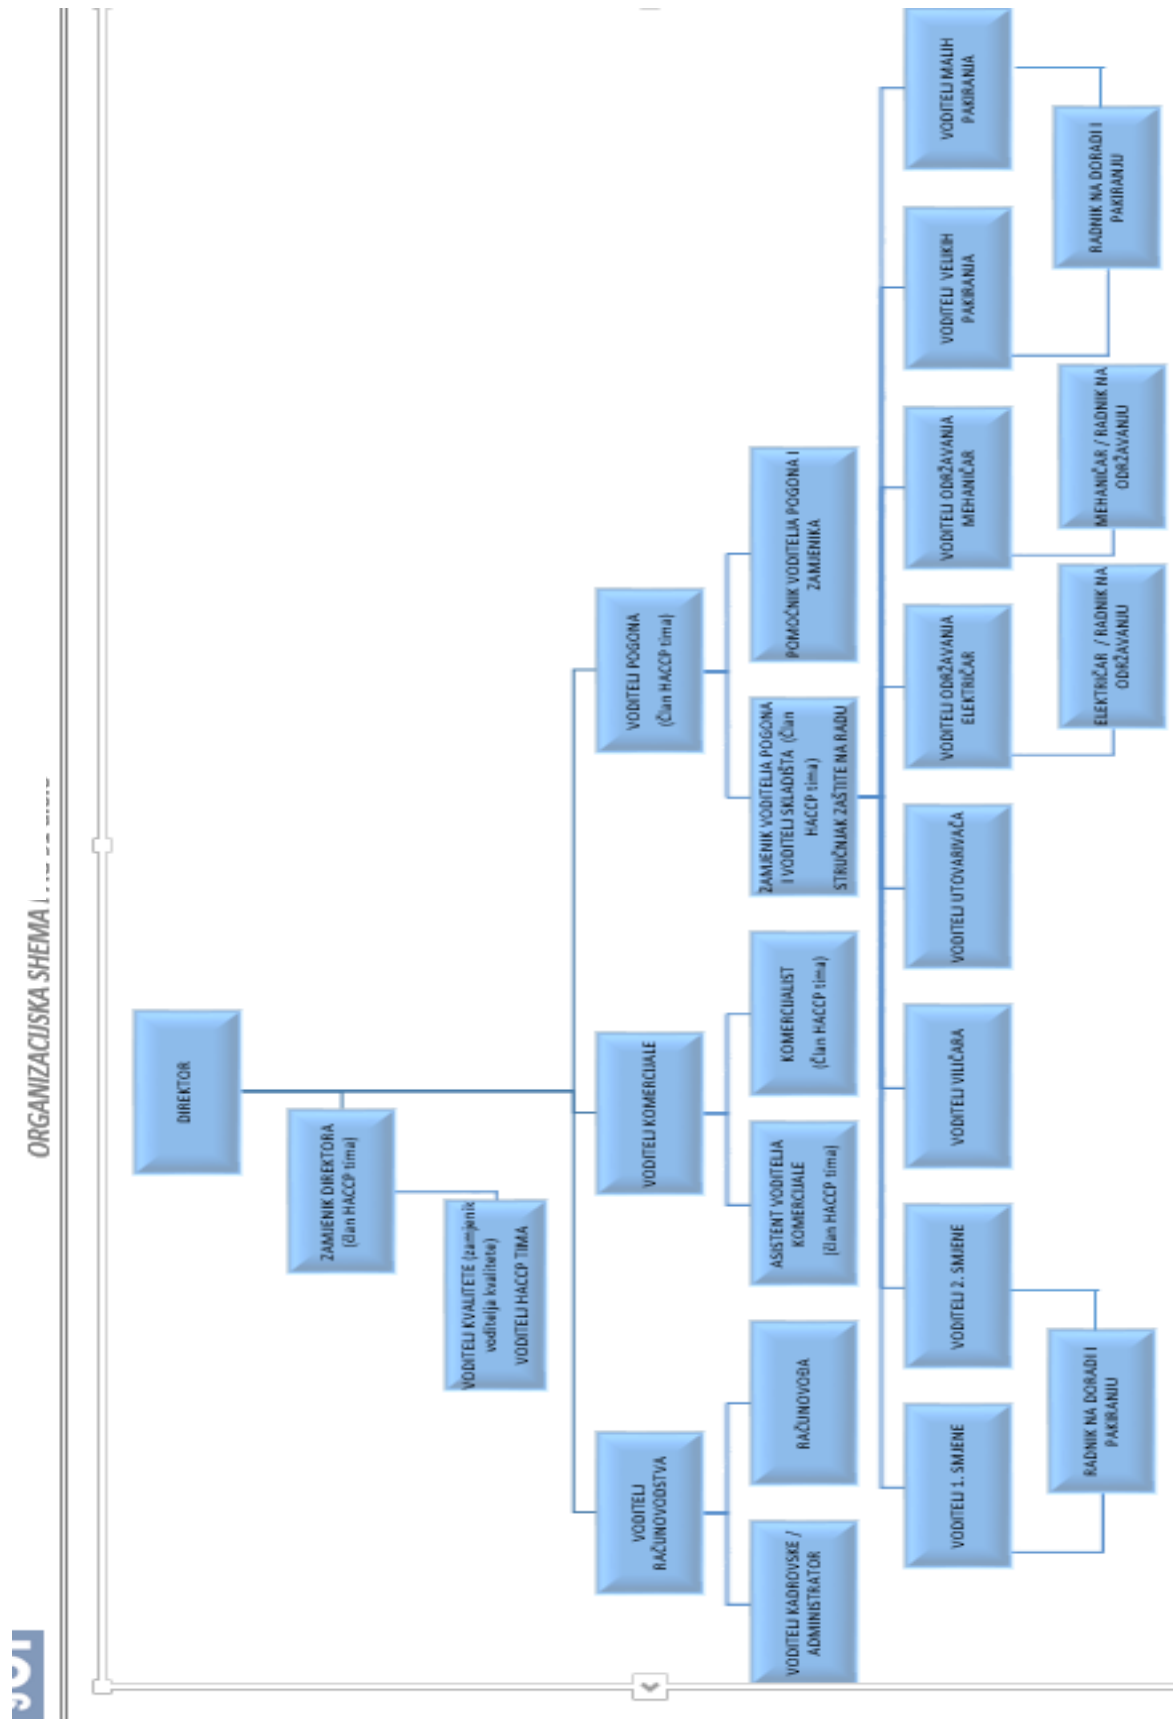 ORGANIZACIJSKA SHEMA
DIREKTOR
ZAMJENIK DIREKTORA
(član HACCP tima)
VODITELJ KVALITETE (zamjenik
voditelja kvalitete)
VODITELJ HACCP TIMA
VODITELJ
RAČUNOVODSTVA
VODITELJ KOMERCIJALE
VODITELJ POGONA
(Član HACCP tima)
VODITELJ KADROVSKE /
ADMINISTRATOR
RAČUNOVOĐA
ASISTENT VODITELJA
KOMERCIJALE
(član HACCP tima)
KOMERCIJALIST
(Član HACCP tima)
ZAMJENIK VODITELJA POGONA
I VODITELJ SKLADIŠTA (Član
HACCP tima)
STRUČNJAK ZAŠTITE NA RADU
POMOĆNIK VODITELJA POGONA I
ZAMJENIKA
VODITELJ 1. SMJENE
VODITELJ 2. SMJENE
VODITELJ VILIČARA
VODITELJ UTOVARIVAČA
VODITELJ ODRŽAVANJA
ELEKTRIČAR
VODITELJ ODRŽAVANJA
MEHANIČAR
VODITELJ VELIKIH
PAKIRANJA
VODITELJ MALIH
PAKIRANJA
RADNIK NA DORADI I
PAKIRANJU
ELEKTRIČAR / RADNIK NA
ODRŽAVANJU
MEHANIČAR / RADNIK NA
ODRŽAVANJU
RADNIK NA DORADI I
PAKIRANJU